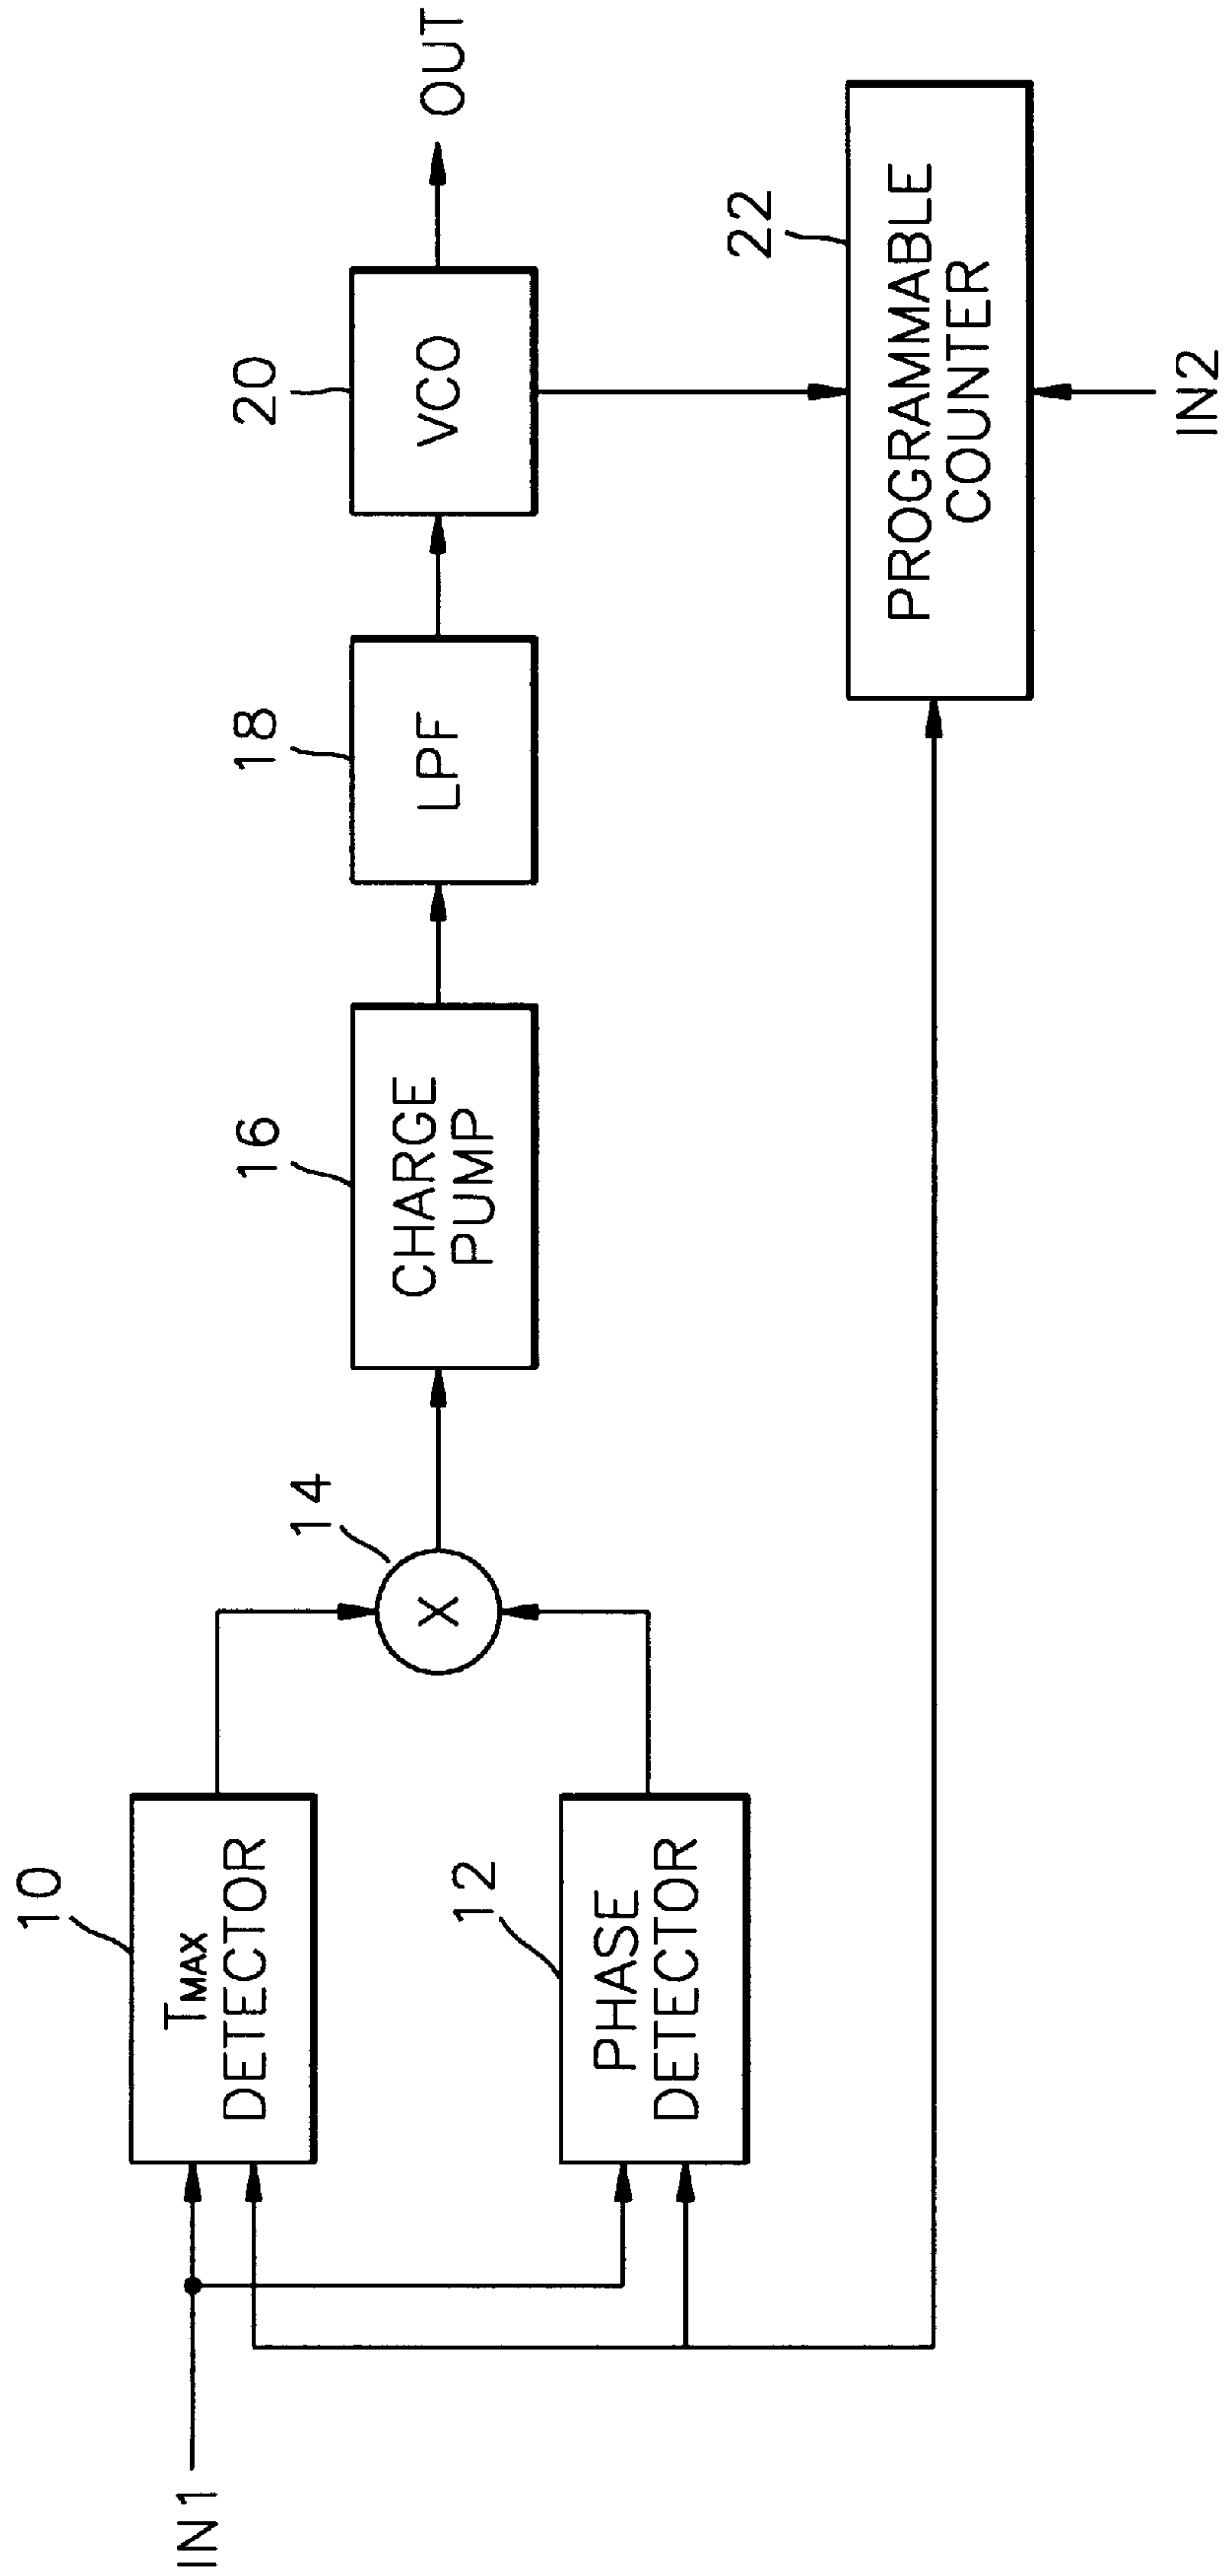 IN1
10
TMAX
DETECTOR
12
PHASE
DETECTOR
14
X
16
CHARGE
PUMP
18
LPF
20
VCO
OUT
22
PROGRAMMABLE
COUNTER
IN2